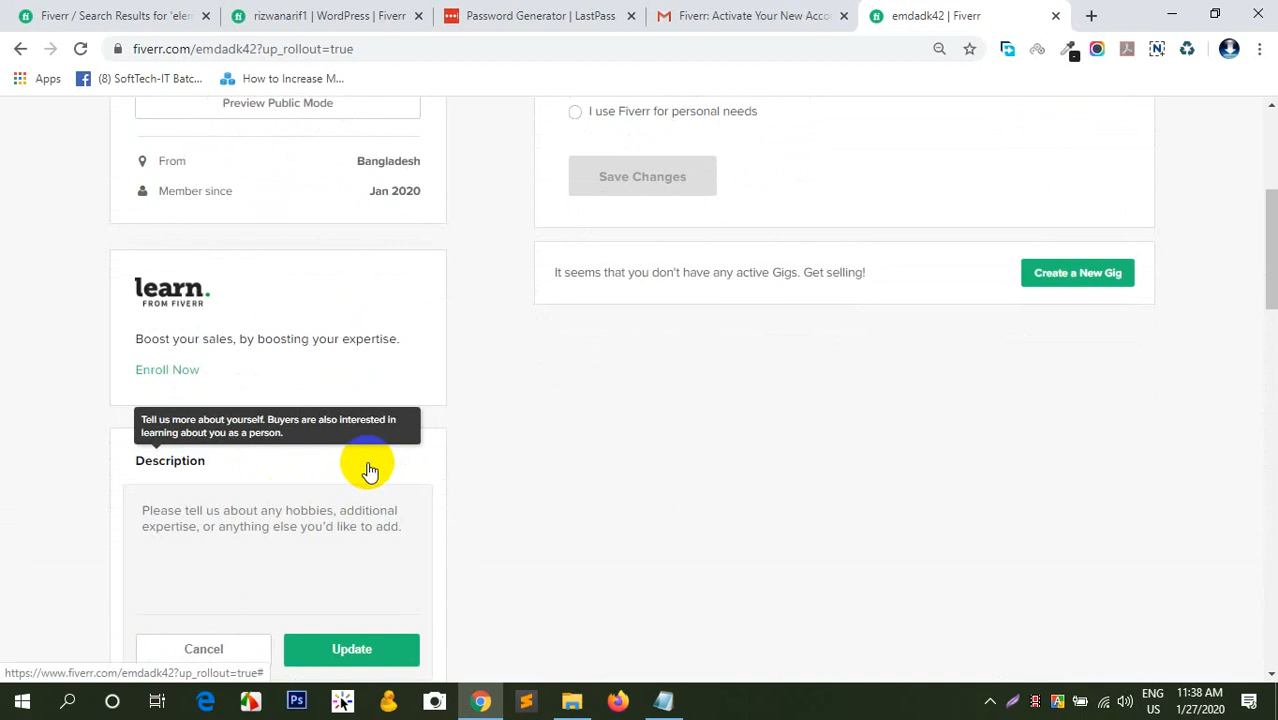 Fiverr / Search Results for 'ele
rizwanarif1 | WordPress | Fiverr
Password Generator | LastPass
Fiverr: Activate Your New Acco
emdadk42 | Fiverr
fiverr.com/emdadk42?up_rollout=true
Apps
(8) SoftTech-IT Batc...
How to Increase M...
Preview Public Mode
I use Fiverr for personal needs
From
Bangladesh
Save Changes
Member since
Jan 2020
learn.
FROM FIVERR
It seems that you don't have any active Gigs. Get selling!
Create a New Gig
Boost your sales, by boosting your expertise.
Enroll Now
Tell us more about yourself. Buyers are also interested in
learning about you as a person.
Description
Please tell us about any hobbies, additional
expertise, or anything else you'd like to add.
Cancel
Update
https://www.fiverr.com/emdadk42?up_rollout=true#
ENG
US
11:38 AM
1/27/2020